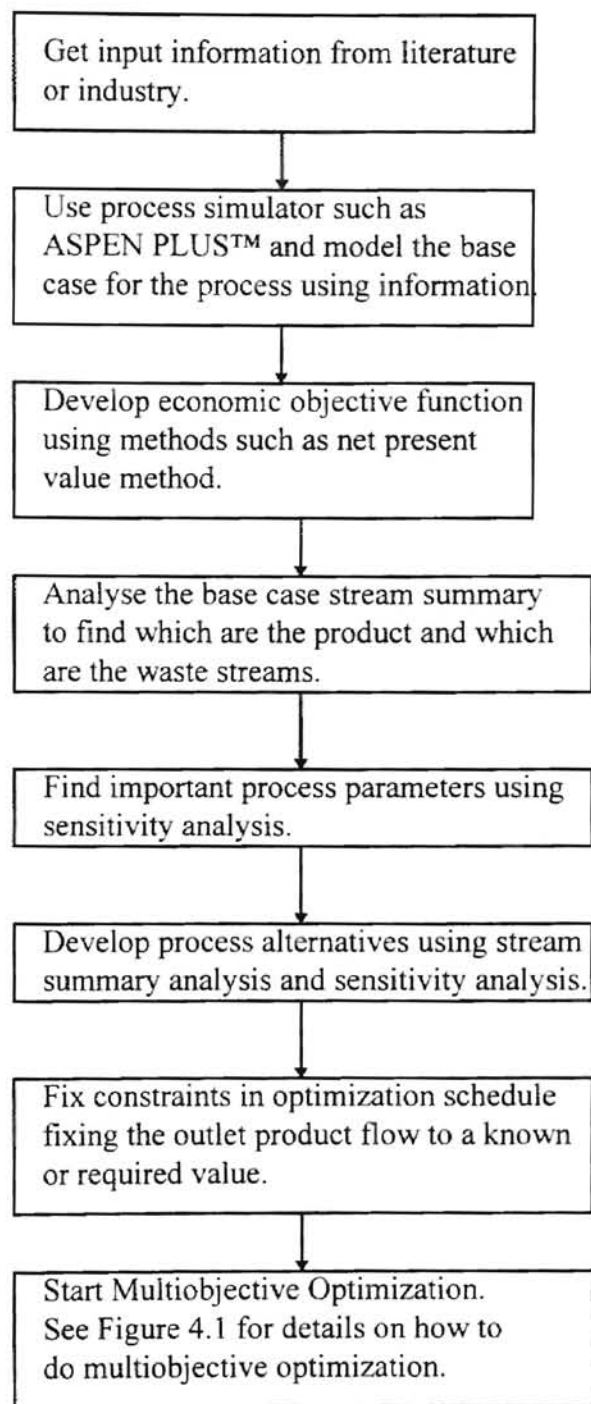 Get input information from literature
or industry.
Use process simulator such as
ASPEN PLUS™ and model the base
case for the process using information.
Develop economic objective function
using methods such as net present
value method.
Analyse the base case stream summary
to find which are the product and which
are the waste streams.
Find important process parameters using
sensitivity analysis.
Develop process alternatives using stream
summary analysis and sensitivity analysis.
Fix constraints in optimization schedule
fixing the outlet product flow to a known
or required value.
Start Multiobjective Optimization.
See Figure 4.1 for details on how to
do multiobjective optimization.